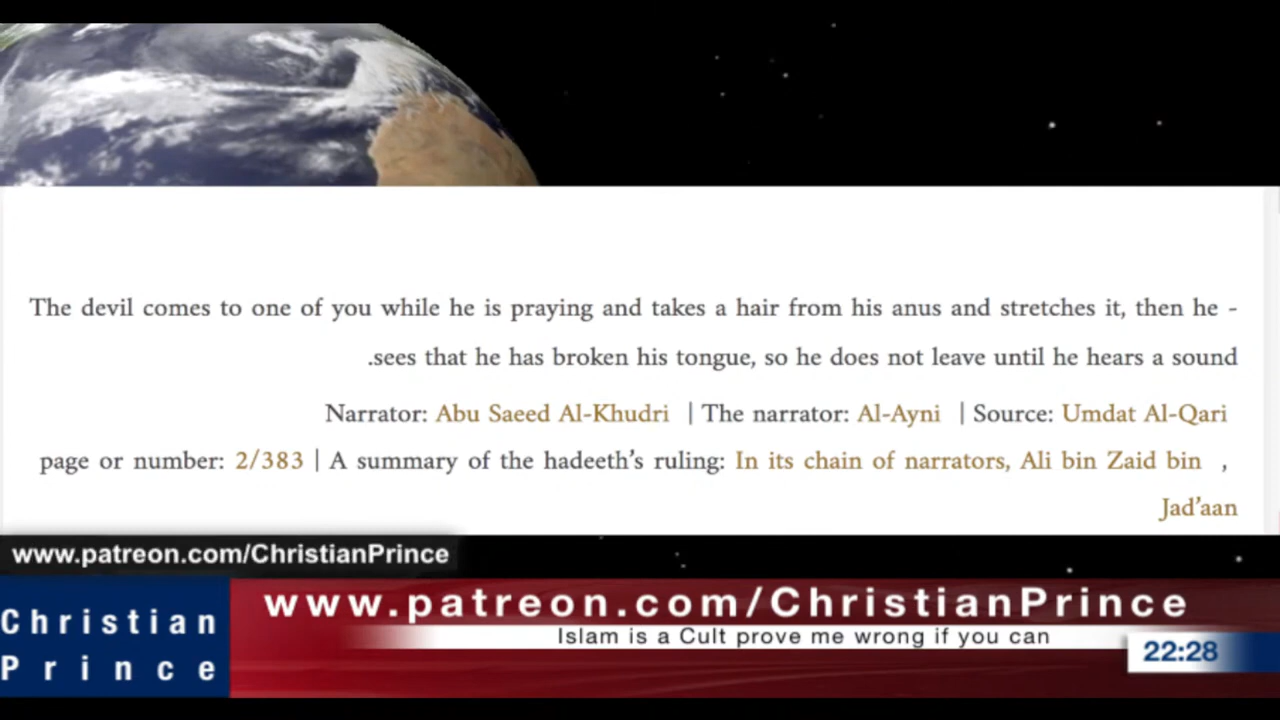 The devil comes to one of you while he is praying and takes a hair from his anus and stretches it, then he -
.sees that he has broken his tongue, so he does not leave until he hears a sound
Narrator: Abu Saeed Al-Khudri | The narrator: Al-Ayni | Source: Umdat Al-Qari
page or number: 2/383 | A summary of the hadeeth's ruling: In its chain of narrators, Ali bin Zaid bin ,
Jad'aan
www.patreon.com/ChristianPrince
Christian
Prince
www.patreon.com/ChristianPrince
Islam is a Cult prove me wrong if you can
22:28